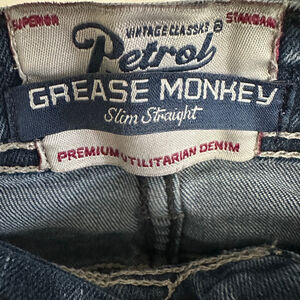 SUPERIOR STANDARD
VINTAGE CLASSICS ®
Petrol
GREASE MONKEY
Slim Straight
PREMIUM UTILITARIAN DENIM